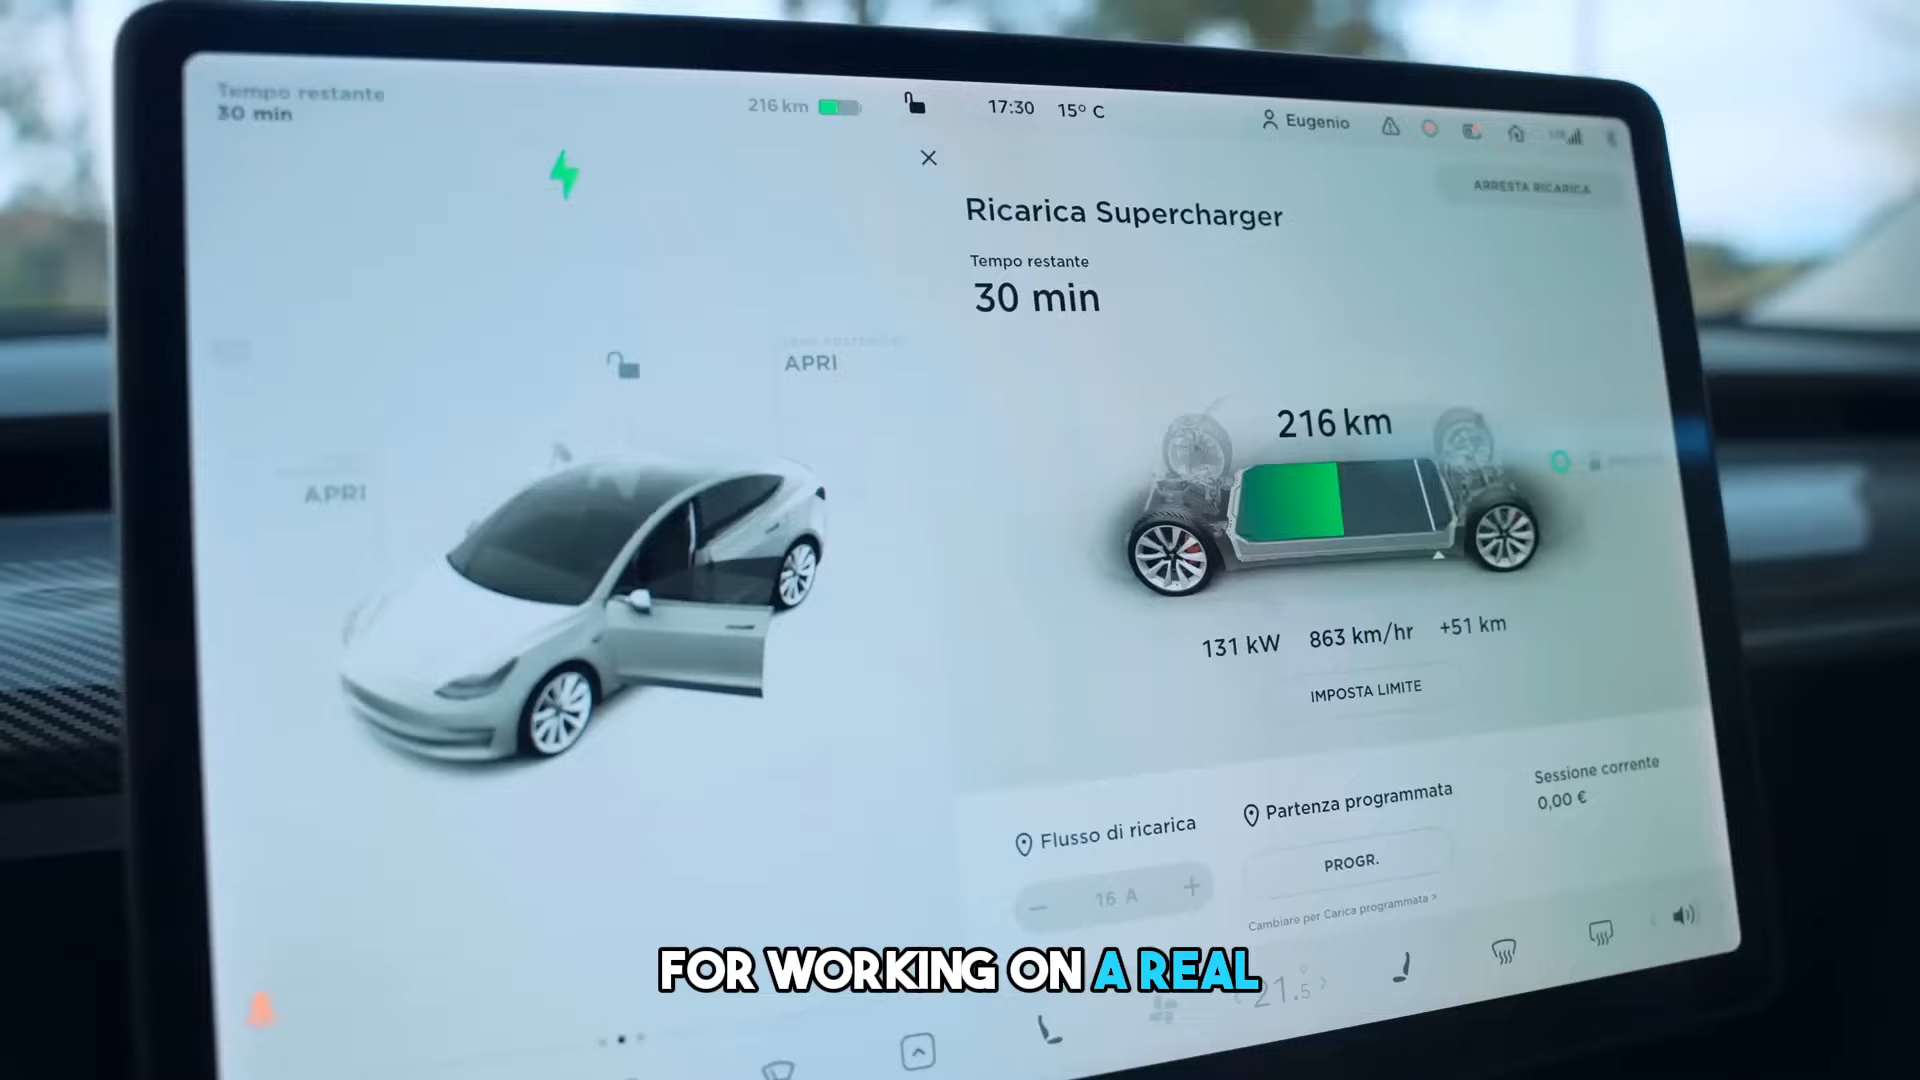 Tempo restante
30 min
216 km
17:30 15° C
Eugenio
LTE
ARRESTA RICARICA
Ricarica Supercharger
Tempo restante
30 min
APRI
APRI
216 km
131 kW 863 km/hr +51 km
IMPOSTA LIMITE
Flusso di ricarica
16 A
Partenza programmata
PROGR.
Cambiare per Carica programmata >
Sessione corrente
0,00 €
21.5
FOR WORKING ON A REAL